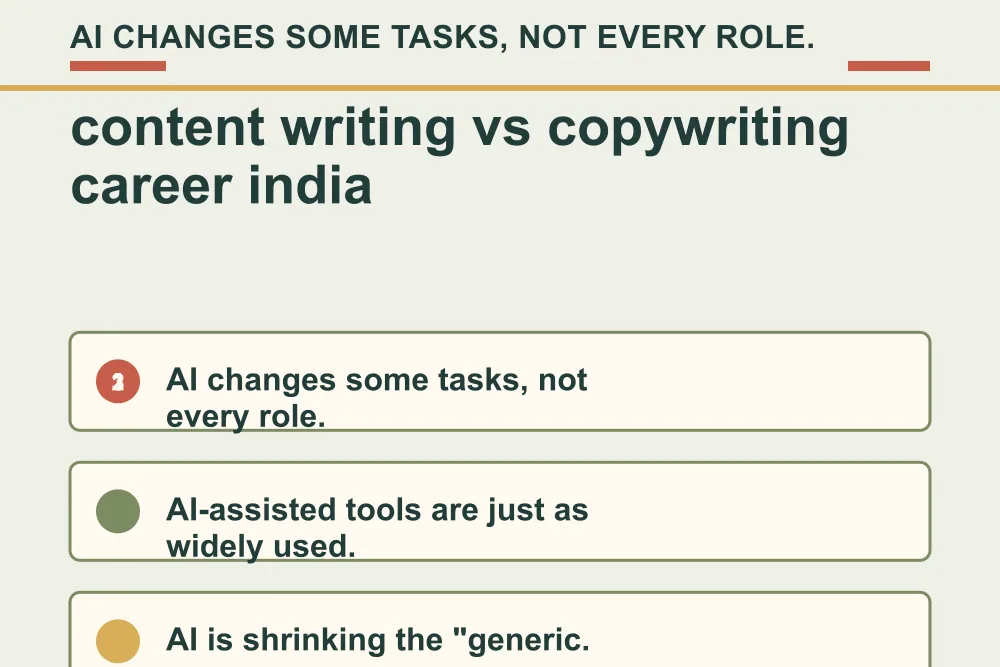 AI CHANGES SOME TASKS, NOT EVERY ROLE.
content writing vs copywriting
career india
AI changes some tasks, not
every role.
AI-assisted tools are just as
widely used.
AI is shrinking the "generic.